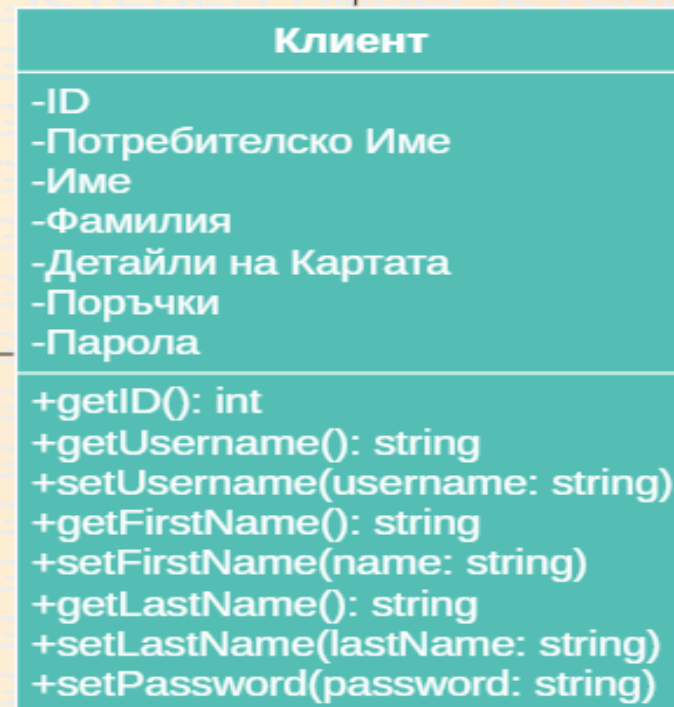 Клиент
-ID
-Потребителско Име
-Име
-Фамилия
-Детайли на Картата
-Поръчки
-Парола
+getID(): int
+getUsername(): string
+setUsername(username: string)
+getFirstName(): string
+setFirstName(name: string)
+getLastName(): string
+setLastName(lastName: string)
+setPassword(password: string)